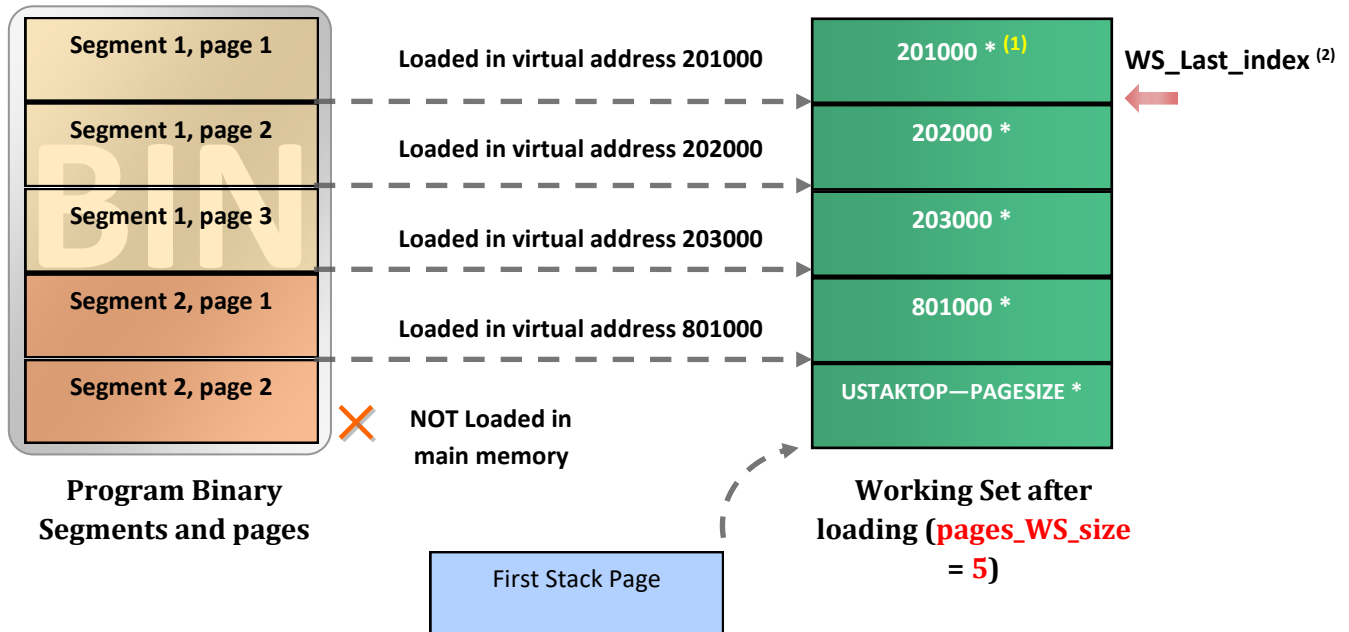 Segment 1, page 1
Segment 1, page 2
Segment 1, page 3
Segment 2, page 1
Segment 2, page 2
BIN
Program Binary
Segments and pages
Loaded in virtual address 201000
Loaded in virtual address 202000
Loaded in virtual address 203000
Loaded in virtual address 801000
NOT Loaded in
main memory
First Stack Page
201000 * (1)
202000 *
203000 *
801000 *
USTAKTOP—PAGESIZE *
Working Set after
loading (pages_WS_size
= 5)
WS_Last_index (2)